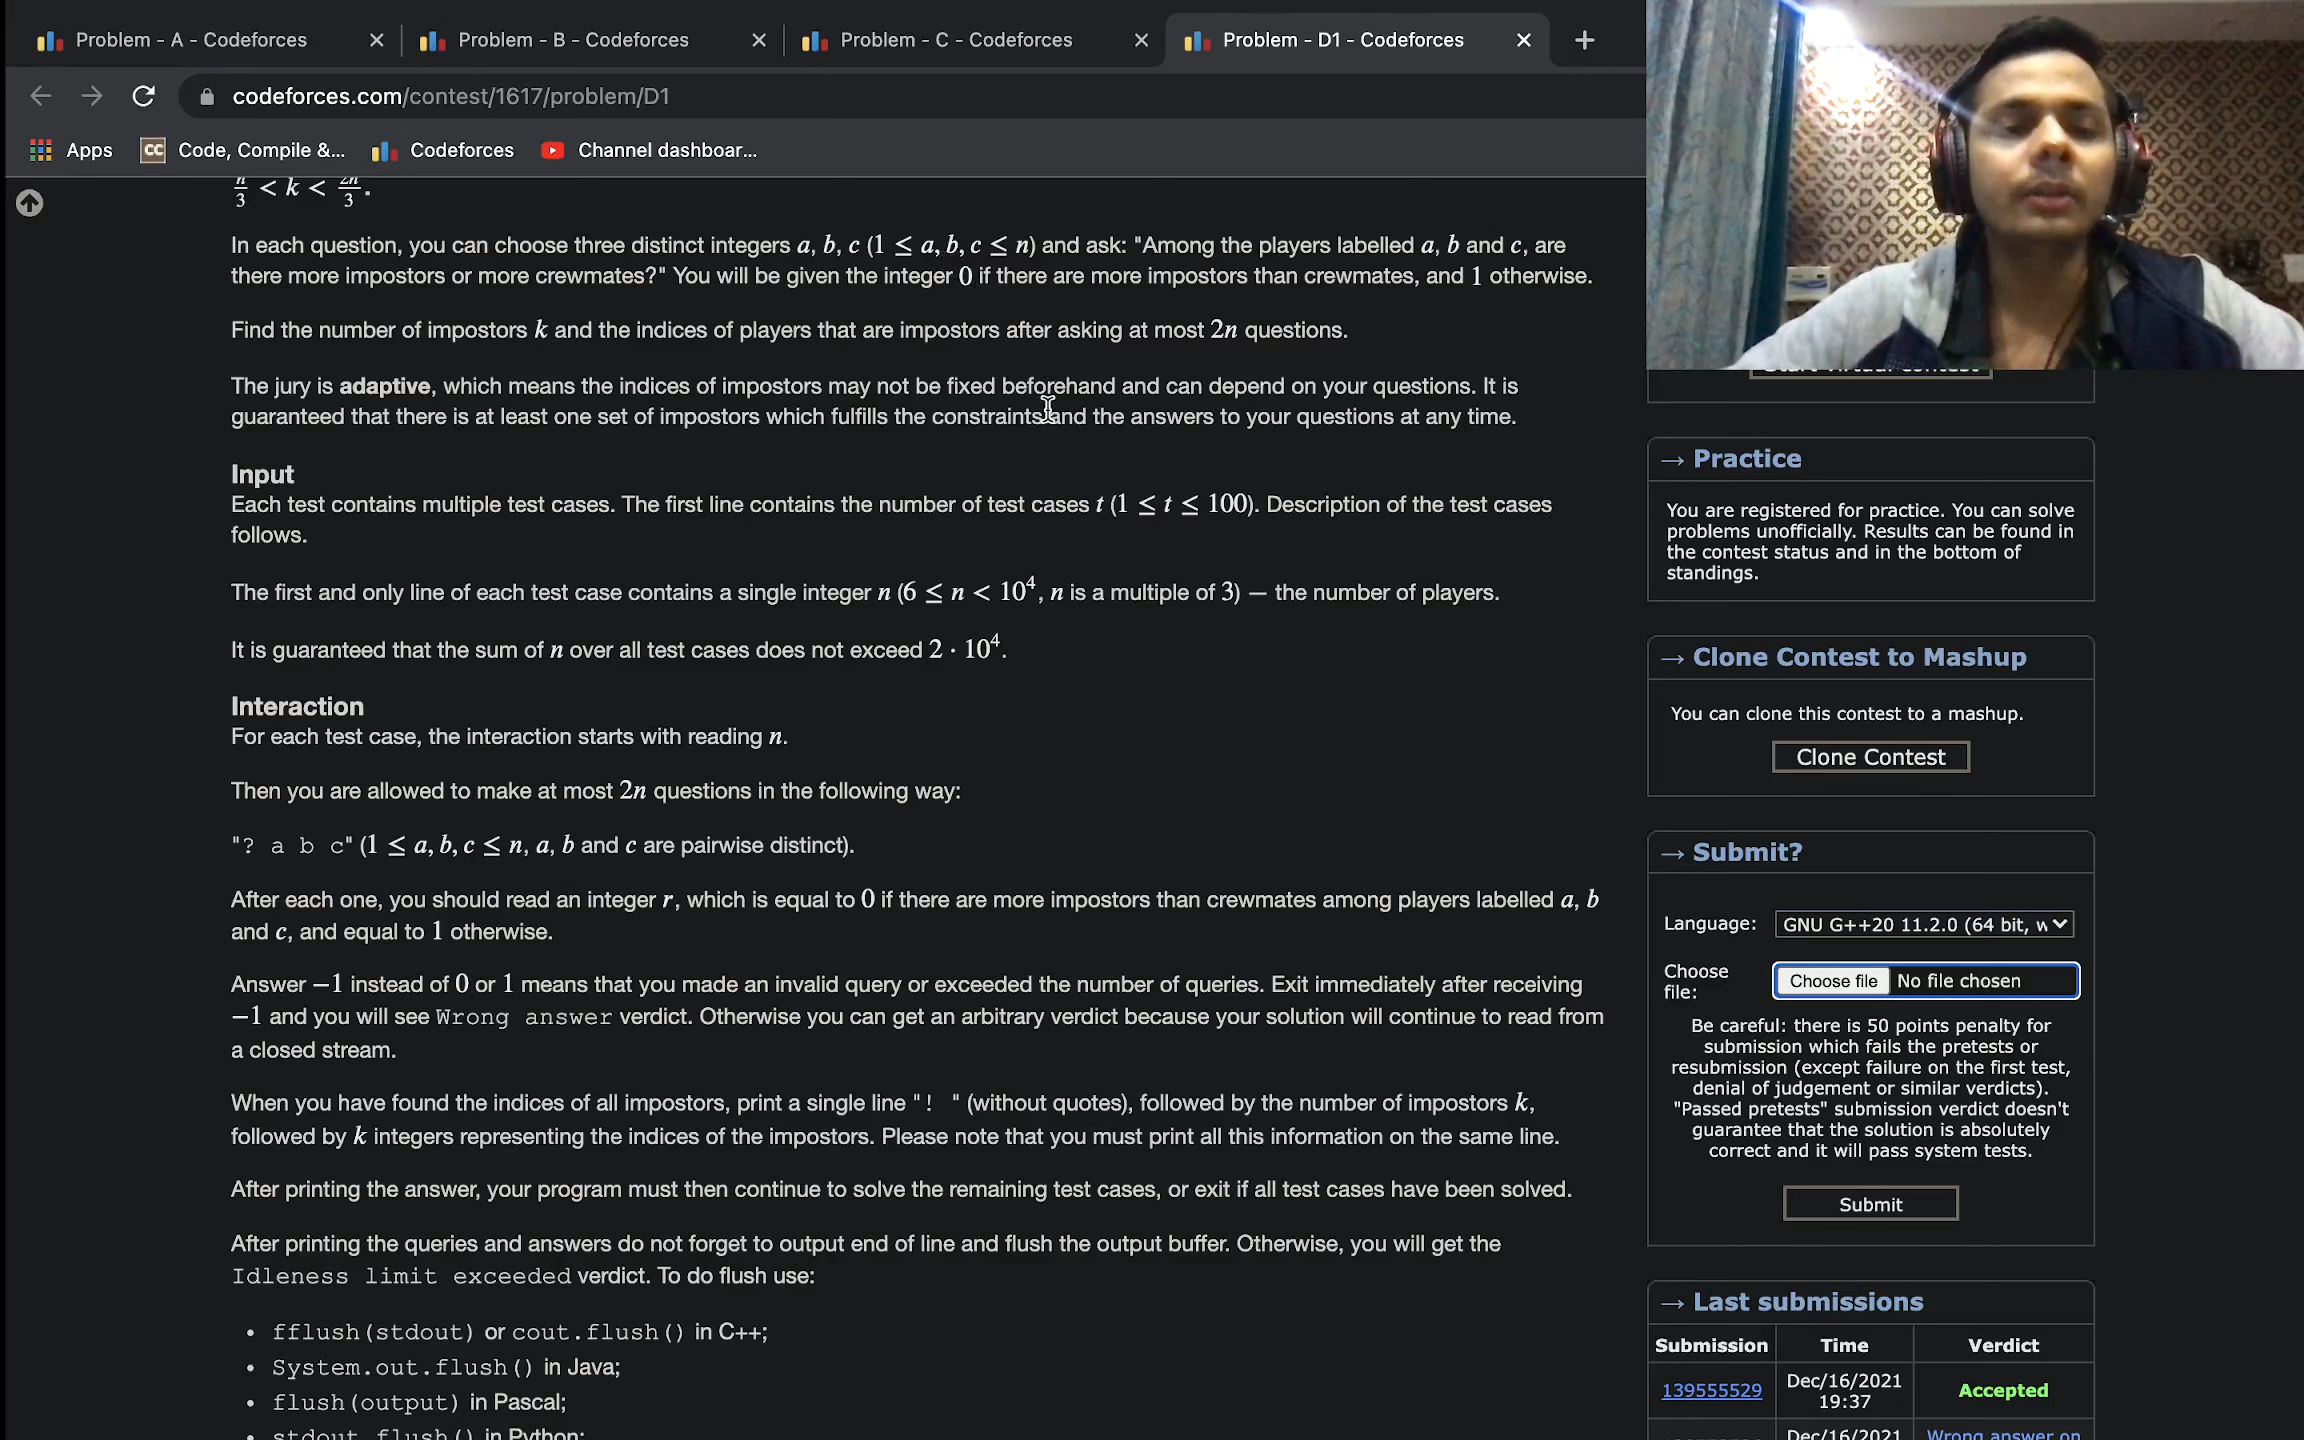 Problem - A - Codeforces
Problem - B - Codeforces
Problem - C - Codeforces
Problem - D1 - Codeforces
codeforces.com/contest/1617/problem/D1
Apps
CC Code, Compile &...
Codeforces
Channel dashboar...
n/3 < k < 2n/3.
In each question, you can choose three distinct integers a, b, c (1 ≤ a, b, c ≤ n) and ask: "Among the players labelled a, b and c, are
there more impostors or more crewmates?" You will be given the integer 0 if there are more impostors than crewmates, and 1 otherwise.
Find the number of impostors k and the indices of players that are impostors after asking at most 2n questions.
The jury is adaptive, which means the indices of impostors may not be fixed beforehand and can depend on your questions. It is
guaranteed that there is at least one set of impostors which fulfills the constraints and the answers to your questions at any time.
Input
Each test contains multiple test cases. The first line contains the number of test cases t (1 ≤ t ≤ 100). Description of the test cases
follows.
The first and only line of each test case contains a single integer n (6 ≤ n < 10⁴, n is a multiple of 3) — the number of players.
It is guaranteed that the sum of n over all test cases does not exceed 2 · 10⁴.
Interaction
For each test case, the interaction starts with reading n.
Then you are allowed to make at most 2n questions in the following way:
"? a b c" (1 ≤ a, b, c ≤ n, a, b and c are pairwise distinct).
After each one, you should read an integer r, which is equal to 0 if there are more impostors than crewmates among players labelled a, b
and c, and equal to 1 otherwise.
Answer −1 instead of 0 or 1 means that you made an invalid query or exceeded the number of queries. Exit immediately after receiving
−1 and you will see Wrong answer verdict. Otherwise you can get an arbitrary verdict because your solution will continue to read from
a closed stream.
When you have found the indices of all impostors, print a single line "! " (without quotes), followed by the number of impostors k,
followed by k integers representing the indices of the impostors. Please note that you must print all this information on the same line.
After printing the answer, your program must then continue to solve the remaining test cases, or exit if all test cases have been solved.
After printing the queries and answers do not forget to output end of line and flush the output buffer. Otherwise, you will get the
Idleness limit exceeded verdict. To do flush use:
• fflush(stdout) or cout.flush() in C++;
• System.out.flush() in Java;
• flush(output) in Pascal;
• stdout.flush() in Python;
Start virtual contest
→ Practice
You are registered for practice. You can solve
problems unofficially. Results can be found in
the contest status and in the bottom of
standings.
→ Clone Contest to Mashup
You can clone this contest to a mashup.
Clone Contest
→ Submit?
Language: GNU G++20 11.2.0 (64 bit, w
Choose
file:
Choose file No file chosen
Be careful: there is 50 points penalty for
submission which fails the pretests or
resubmission (except failure on the first test,
denial of judgement or similar verdicts).
"Passed pretests" submission verdict doesn't
guarantee that the solution is absolutely
correct and it will pass system tests.
Submit
→ Last submissions
Submission Time Verdict
139555529 Dec/16/2021 19:37 Accepted
Dec/16/2021 Wrong answer on